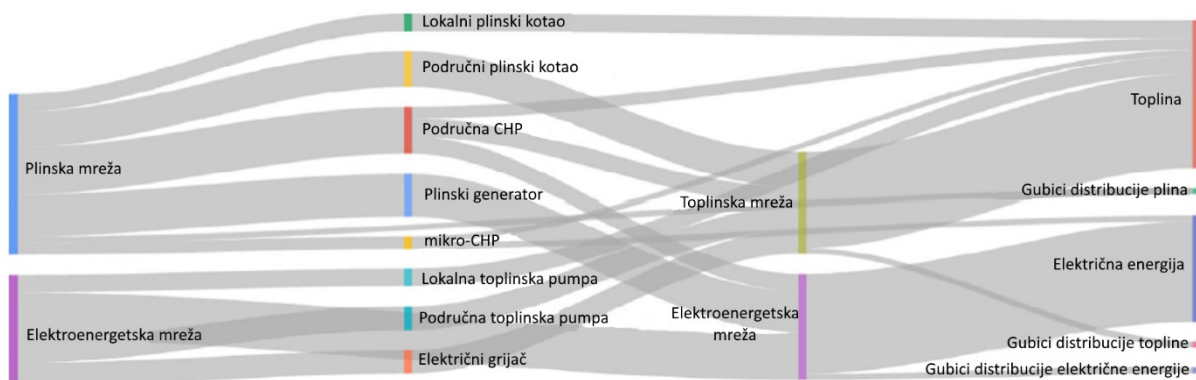 Lokalni plinski kotao
Područni plinski kotao
Područna CHP
Toplina
Plinska mreža
Plinski generator
Toplinska mreža
Gubici distribucije plina
mikro-CHP
Električna energija
Lokalna toplinska pumpa
Elektroenergetska mreža
Područna toplinska pumpa
Elektroenergetska
mreža
Gubici distribucije topline
Električni grijač
Gubici distribucije električne energije